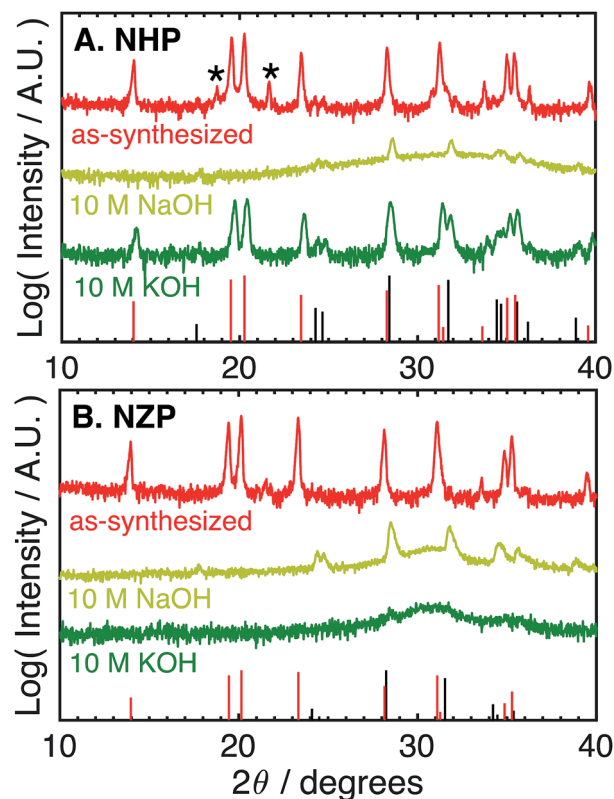 A. NHP
* *
as-synthesized
10 M NaOH
10 M KOH
Log( Intensity / A.U. )
10 20 30 40
B. NZP
as-synthesized
10 M NaOH
10 M KOH
Log( Intensity / A.U. )
10 20 30 40
2θ / degrees